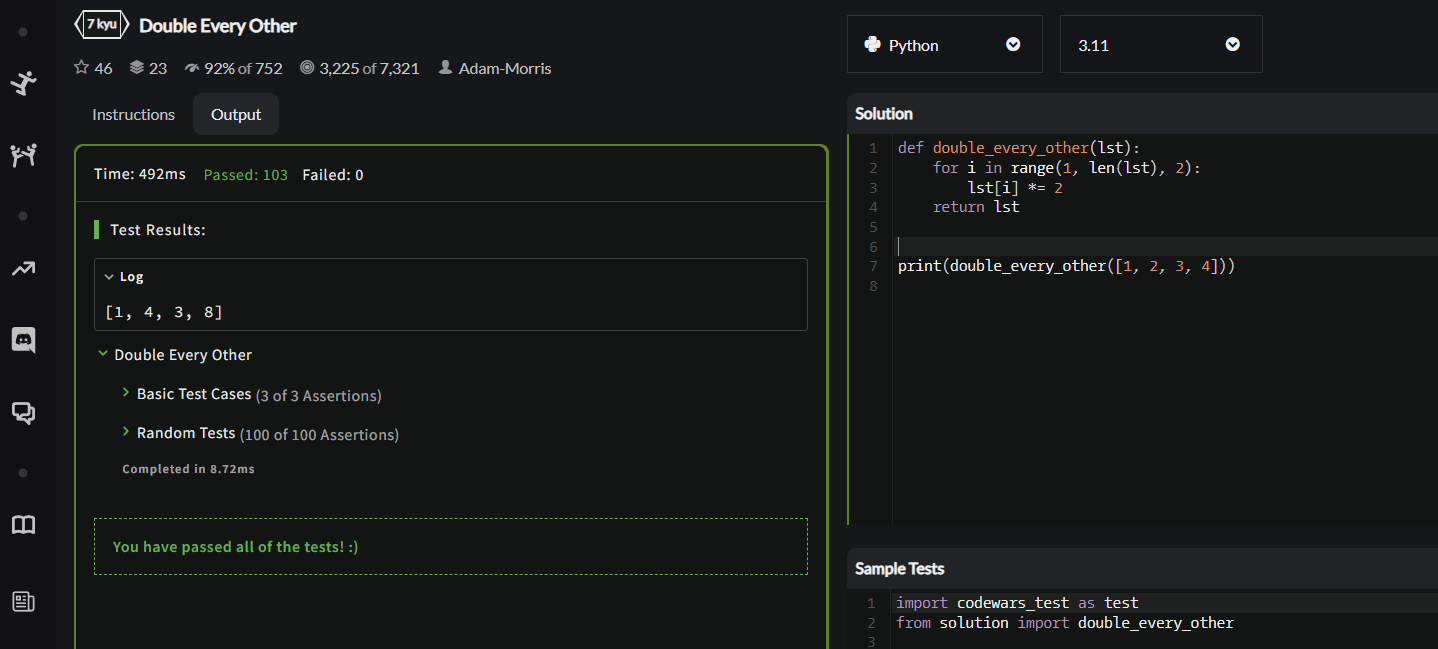 7 kyu Double Every Other
46 23 92% of 752 3,225 of 7,321 Adam-Morris
Instructions Output
Time: 492ms Passed: 103 Failed: 0
Test Results:
Log
[1, 4, 3, 8]
Double Every Other
Basic Test Cases (3 of 3 Assertions)
Random Tests (100 of 100 Assertions)
Completed in 8.72ms
You have passed all of the tests! :)
Python 3.11
Solution
1 def double_every_other(lst):
2     for i in range(1, len(lst), 2):
3         lst[i] *= 2
4     return lst
5
6
7 print(double_every_other([1, 2, 3, 4]))
8
Sample Tests
1 import codewars_test as test
2 from solution import double_every_other
3